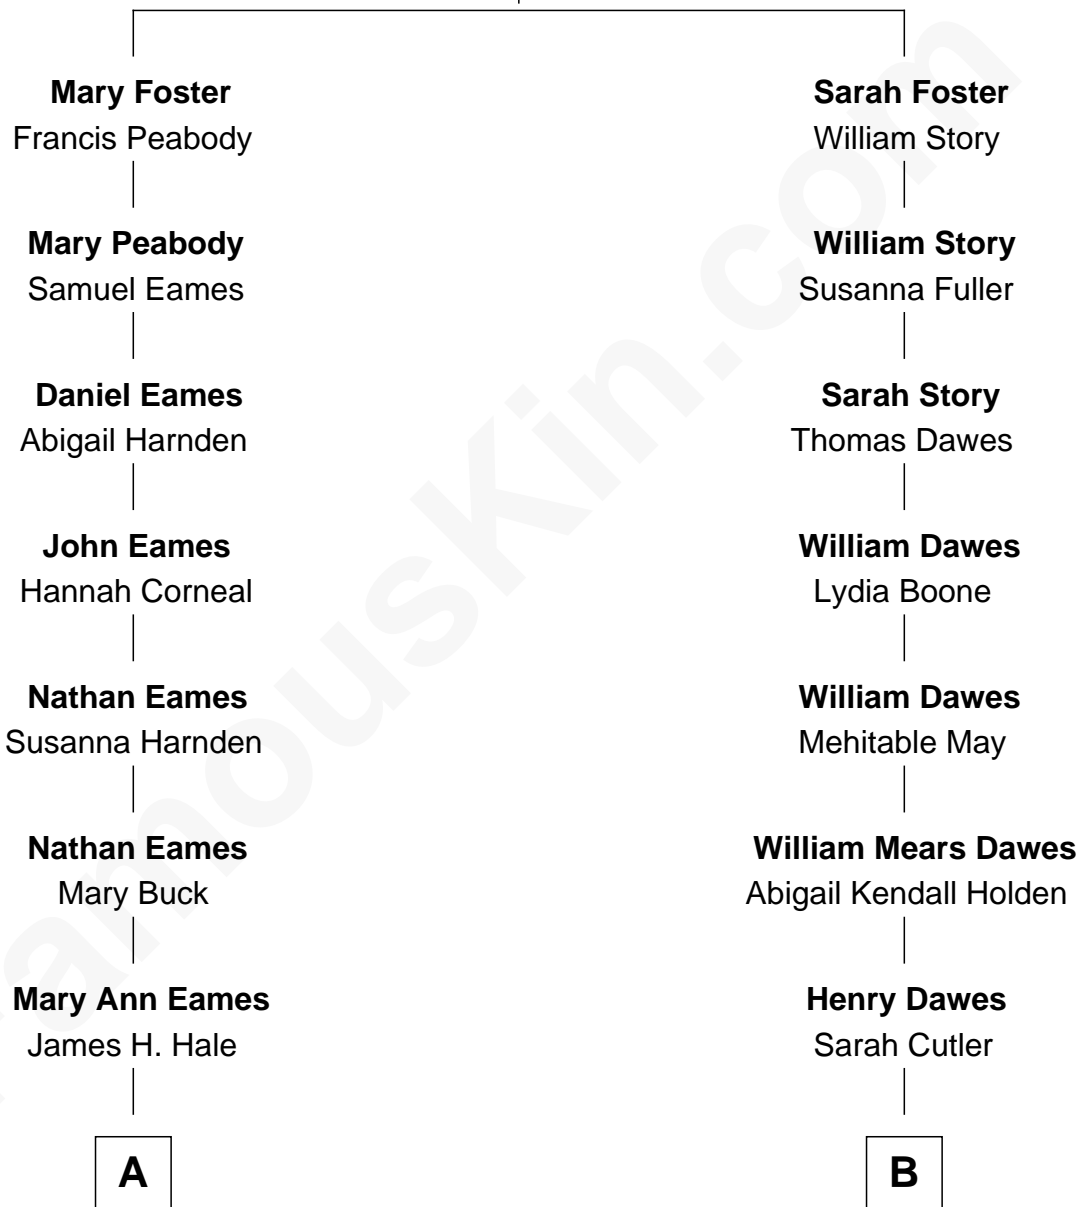 Mary Foster
Francis Peabody
Sarah Foster
William Story
Mary Peabody
Samuel Eames
William Story
Susanna Fuller
Daniel Eames
Abigail Harnden
Sarah Story
Thomas Dawes
John Eames
Hannah Corneal
William Dawes
Lydia Boone
Nathan Eames
Susanna Harnden
William Dawes
Mehitable May
Nathan Eames
Mary Buck
William Mears Dawes
Abigail Kendall Holden
Mary Ann Eames
James H. Hale
Henry Dawes
Sarah Cutler
A
B
FamousKin.com